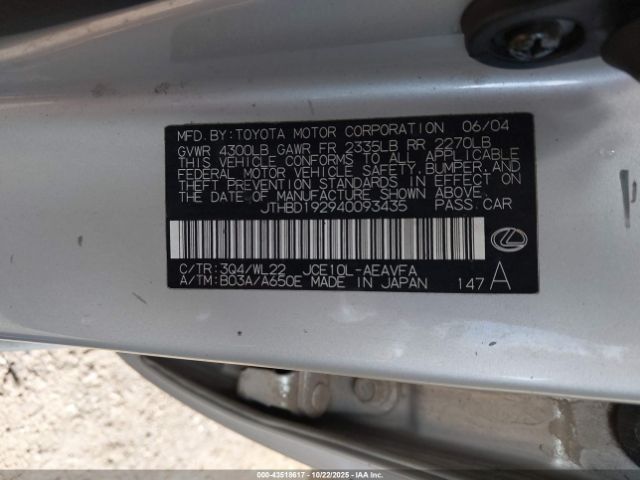 MFD. BY: TOYOTA MOTOR CORPORATION 06/04
GVWR 4300LB GAWR FR 2335LB RR 2270LB
THIS VEHICLE CONFORMS TO ALL APPLICABLE
FEDERAL MOTOR VEHICLE SAFETY, BUMPER, AND
THEFT PREVENTION STANDARDS IN EFFECT ON
THE DATE OF MANUFACTURE SHOWN ABOVE.
JTHBD192940093435 PASS. CAR
C/TR: 3Q4/WL22 JCE10L-AEAVFA
A/TM: B03A/A650E MADE IN JAPAN 147 A
000-43518617 - 10/22/2025 - IAAI.COM